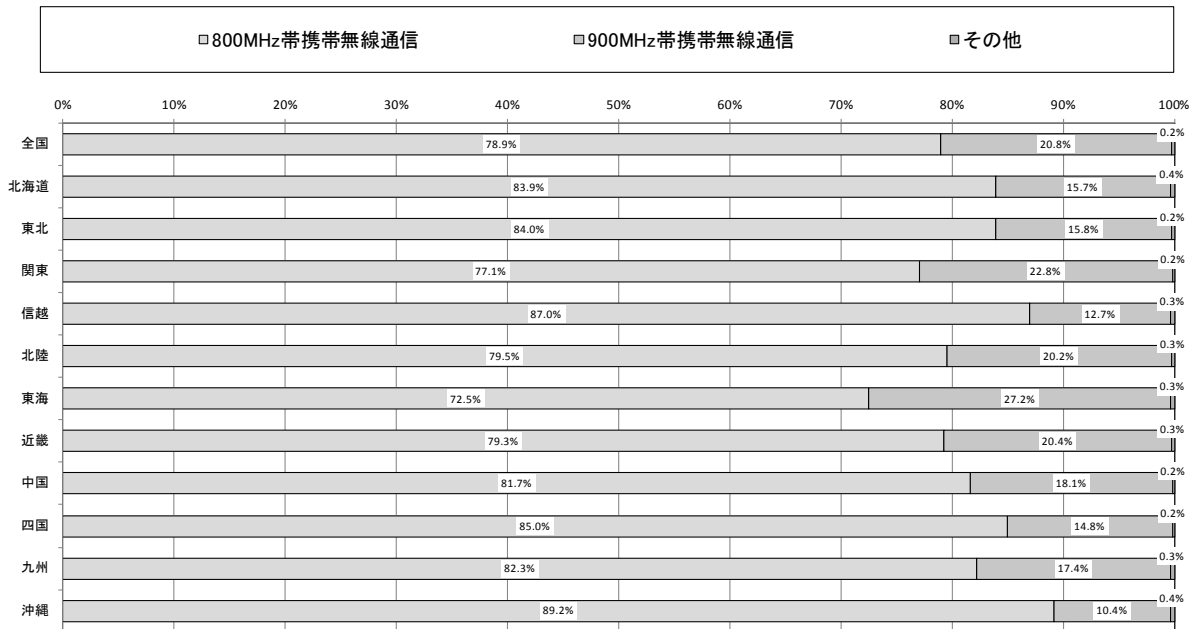 800MHz帯携帯無線通信 900MHz帯携帯無線通信 その他
0% 10% 20% 30% 40% 50% 60% 70% 80% 90% 100%
全国 78.9% 20.8% 0.2%
北海道 83.9% 15.7% 0.4%
東北 84.0% 15.8% 0.2%
関東 77.1% 22.8% 0.2%
信越 87.0% 12.7% 0.3%
北陸 79.5% 20.2% 0.3%
東海 72.5% 27.2% 0.3%
近畿 79.3% 20.4% 0.3%
中国 81.7% 18.1% 0.2%
四国 85.0% 14.8% 0.2%
九州 82.3% 17.4% 0.3%
沖縄 89.2% 10.4% 0.4%